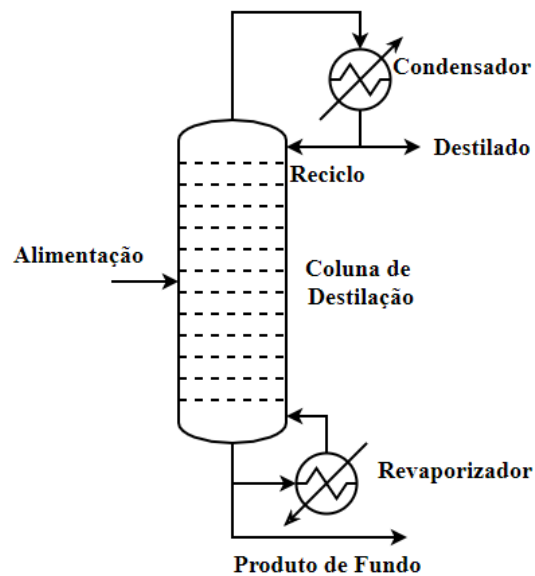 Condensador
Destilado
Reciclo
Alimentação
Coluna de
Destilação
Revaporizador
Produto de Fundo